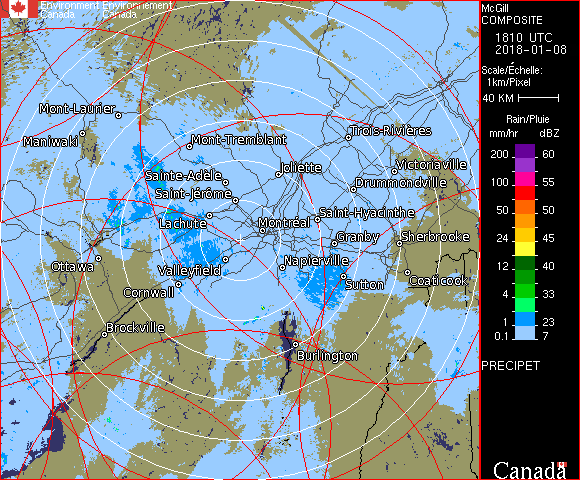 Environment Environnement
Canada Canada
McGill
COMPOSITE
1810 UTC
2018-01-08
Scale/Échelle:
1km/Pixel
40 KM
Rain/Pluie
mm/hr dBZ
200 60
100 55
50 50
24 45
12 40
4 33
1 23
0.1 7
PRECIPET
Canada
Mont-Laurier
Maniwaki
Mont-Tremblant
Trois-Rivières
Sainte-Adèle
Joliette
Victoriaville
Saint-Jérôme
Drummondville
Lachute
Montréal
Saint-Hyacinthe
Granby
Sherbrooke
Ottawa
Valleyfield
Napierville
Cornwall
Sutton
Coaticook
Brockville
Burlington